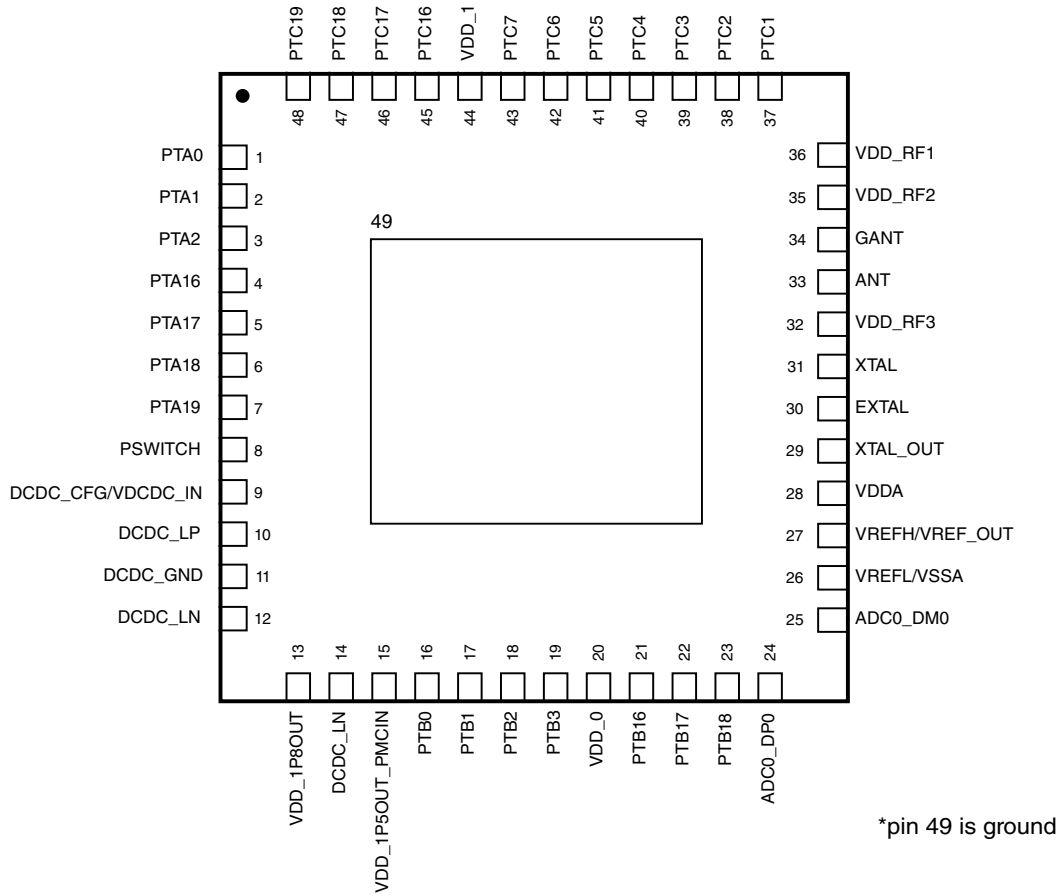 PTC19
PTC18
PTC17
PTC16
VDD_1
PTC7
PTC6
PTC5
PTC4
PTC3
PTC2
PTC1
48
47
46
45
44
43
42
41
40
39
38
37
PTA0 1
PTA1 2
PTA2 3
PTA16 4
PTA17 5
PTA18 6
PTA19 7
PSWITCH 8
DCDC_CFG/VDCDC_IN 9
DCDC_LP 10
DCDC_GND 11
DCDC_LN 12
49
36 VDD_RF1
35 VDD_RF2
34 GANT
33 ANT
32 VDD_RF3
31 XTAL
30 EXTAL
29 XTAL_OUT
28 VDDA
27 VREFH/VREF_OUT
26 VREFL/VSSA
25 ADC0_DM0
13
14
15
16
17
18
19
20
21
22
23
24
VDD_1P8OUT
DCDC_LN
VDD_1P5OUT_PMCIN
PTB0
PTB1
PTB2
PTB3
VDD_0
PTB16
PTB17
PTB18
ADC0_DP0
*pin 49 is ground